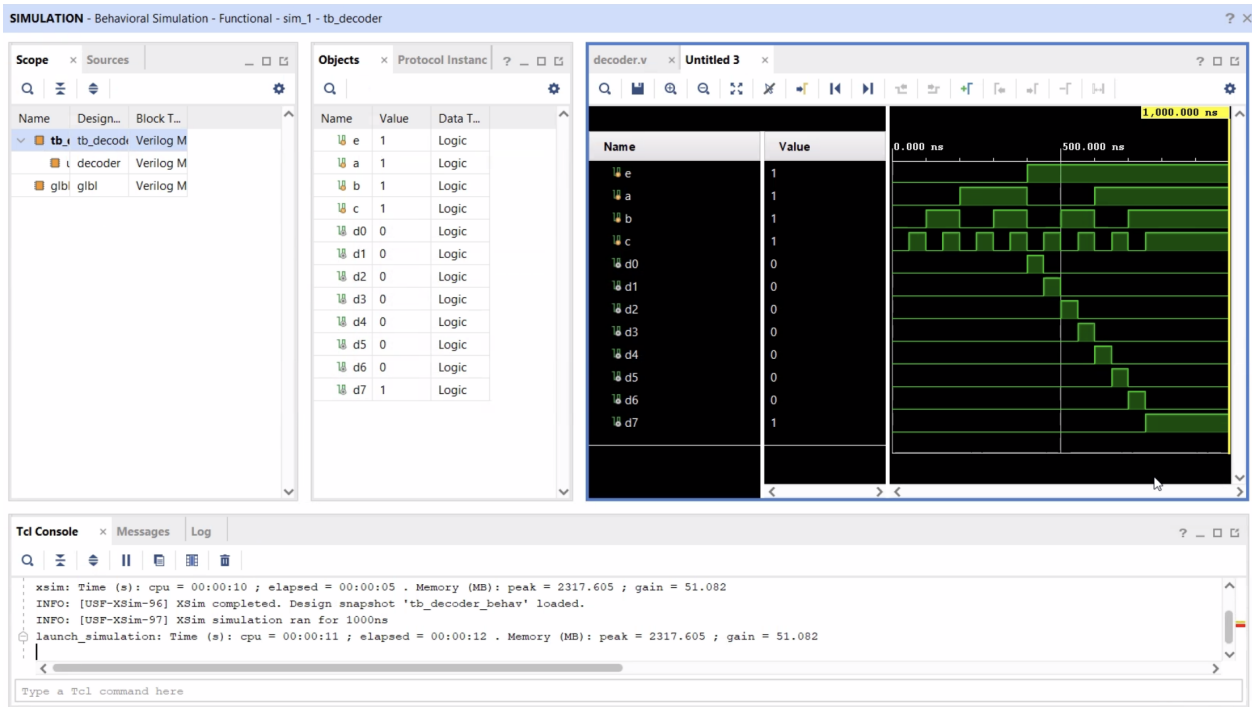 SIMULATION - Behavioral Simulation - Functional - sim_1 - tb_decoder
Scope Sources
Name Design... Block T...
tb_ tb_decode Verilog M
decoder Verilog M
glbl glbl Verilog M
Objects Protocol Instanc
Name Value Data T...
e 1 Logic
a 1 Logic
b 1 Logic
c 1 Logic
d0 0 Logic
d1 0 Logic
d2 0 Logic
d3 0 Logic
d4 0 Logic
d5 0 Logic
d6 0 Logic
d7 1 Logic
decoder.v Untitled 3
1,000.000 ns
Name Value 0.000 ns 500.000 ns
e 1
a 1
b 1
c 1
d0 0
d1 0
d2 0
d3 0
d4 0
d5 0
d6 0
d7 1
Tcl Console Messages Log
xsim: Time (s): cpu = 00:00:10 ; elapsed = 00:00:05 . Memory (MB): peak = 2317.605 ; gain = 51.082
INFO: [USF-XSim-96] XSim completed. Design snapshot 'tb_decoder_behav' loaded.
INFO: [USF-XSim-97] XSim simulation ran for 1000ns
launch_simulation: Time (s): cpu = 00:00:11 ; elapsed = 00:00:12 . Memory (MB): peak = 2317.605 ; gain = 51.082
Type a Tcl command here